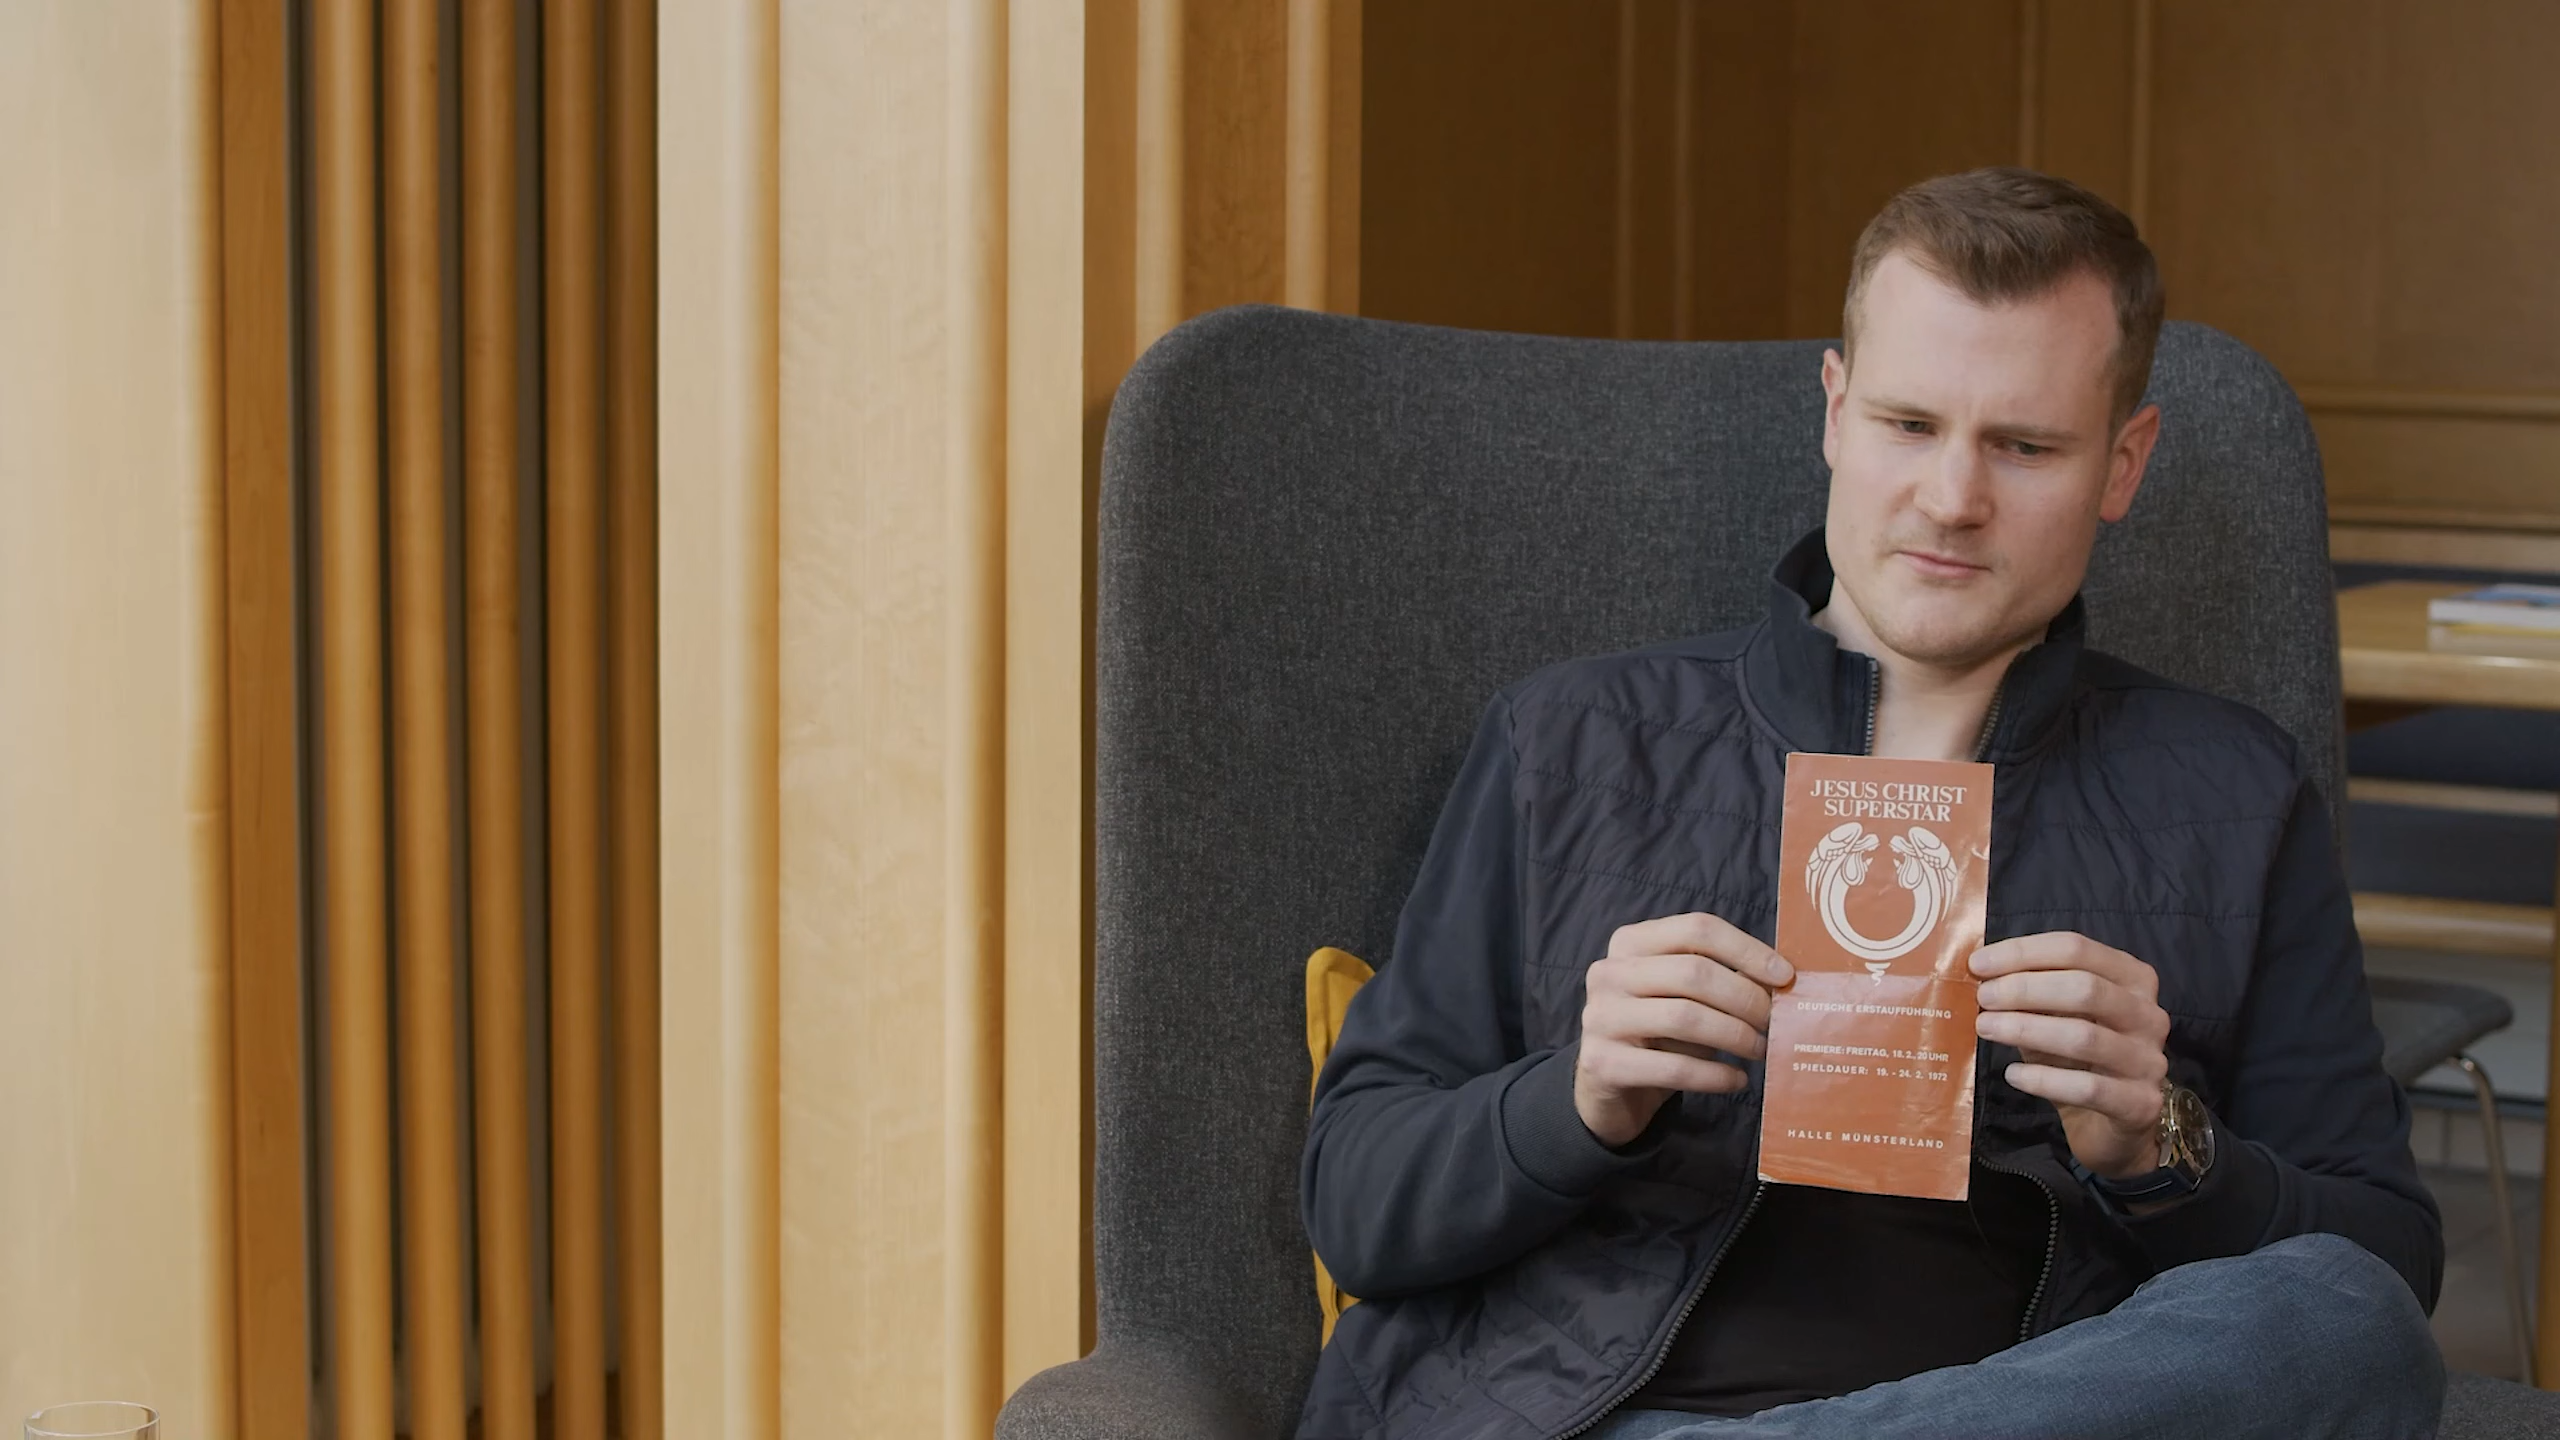 JESUS CHRIST
SUPERSTAR
DEUTSCHE ERSTAUFFÜHRUNG
PREMIERE: FREITAG, 18. 2., 20 UHR
SPIELDAUER: 19. - 24. 2. 1972
HALLE MÜNSTERLAND